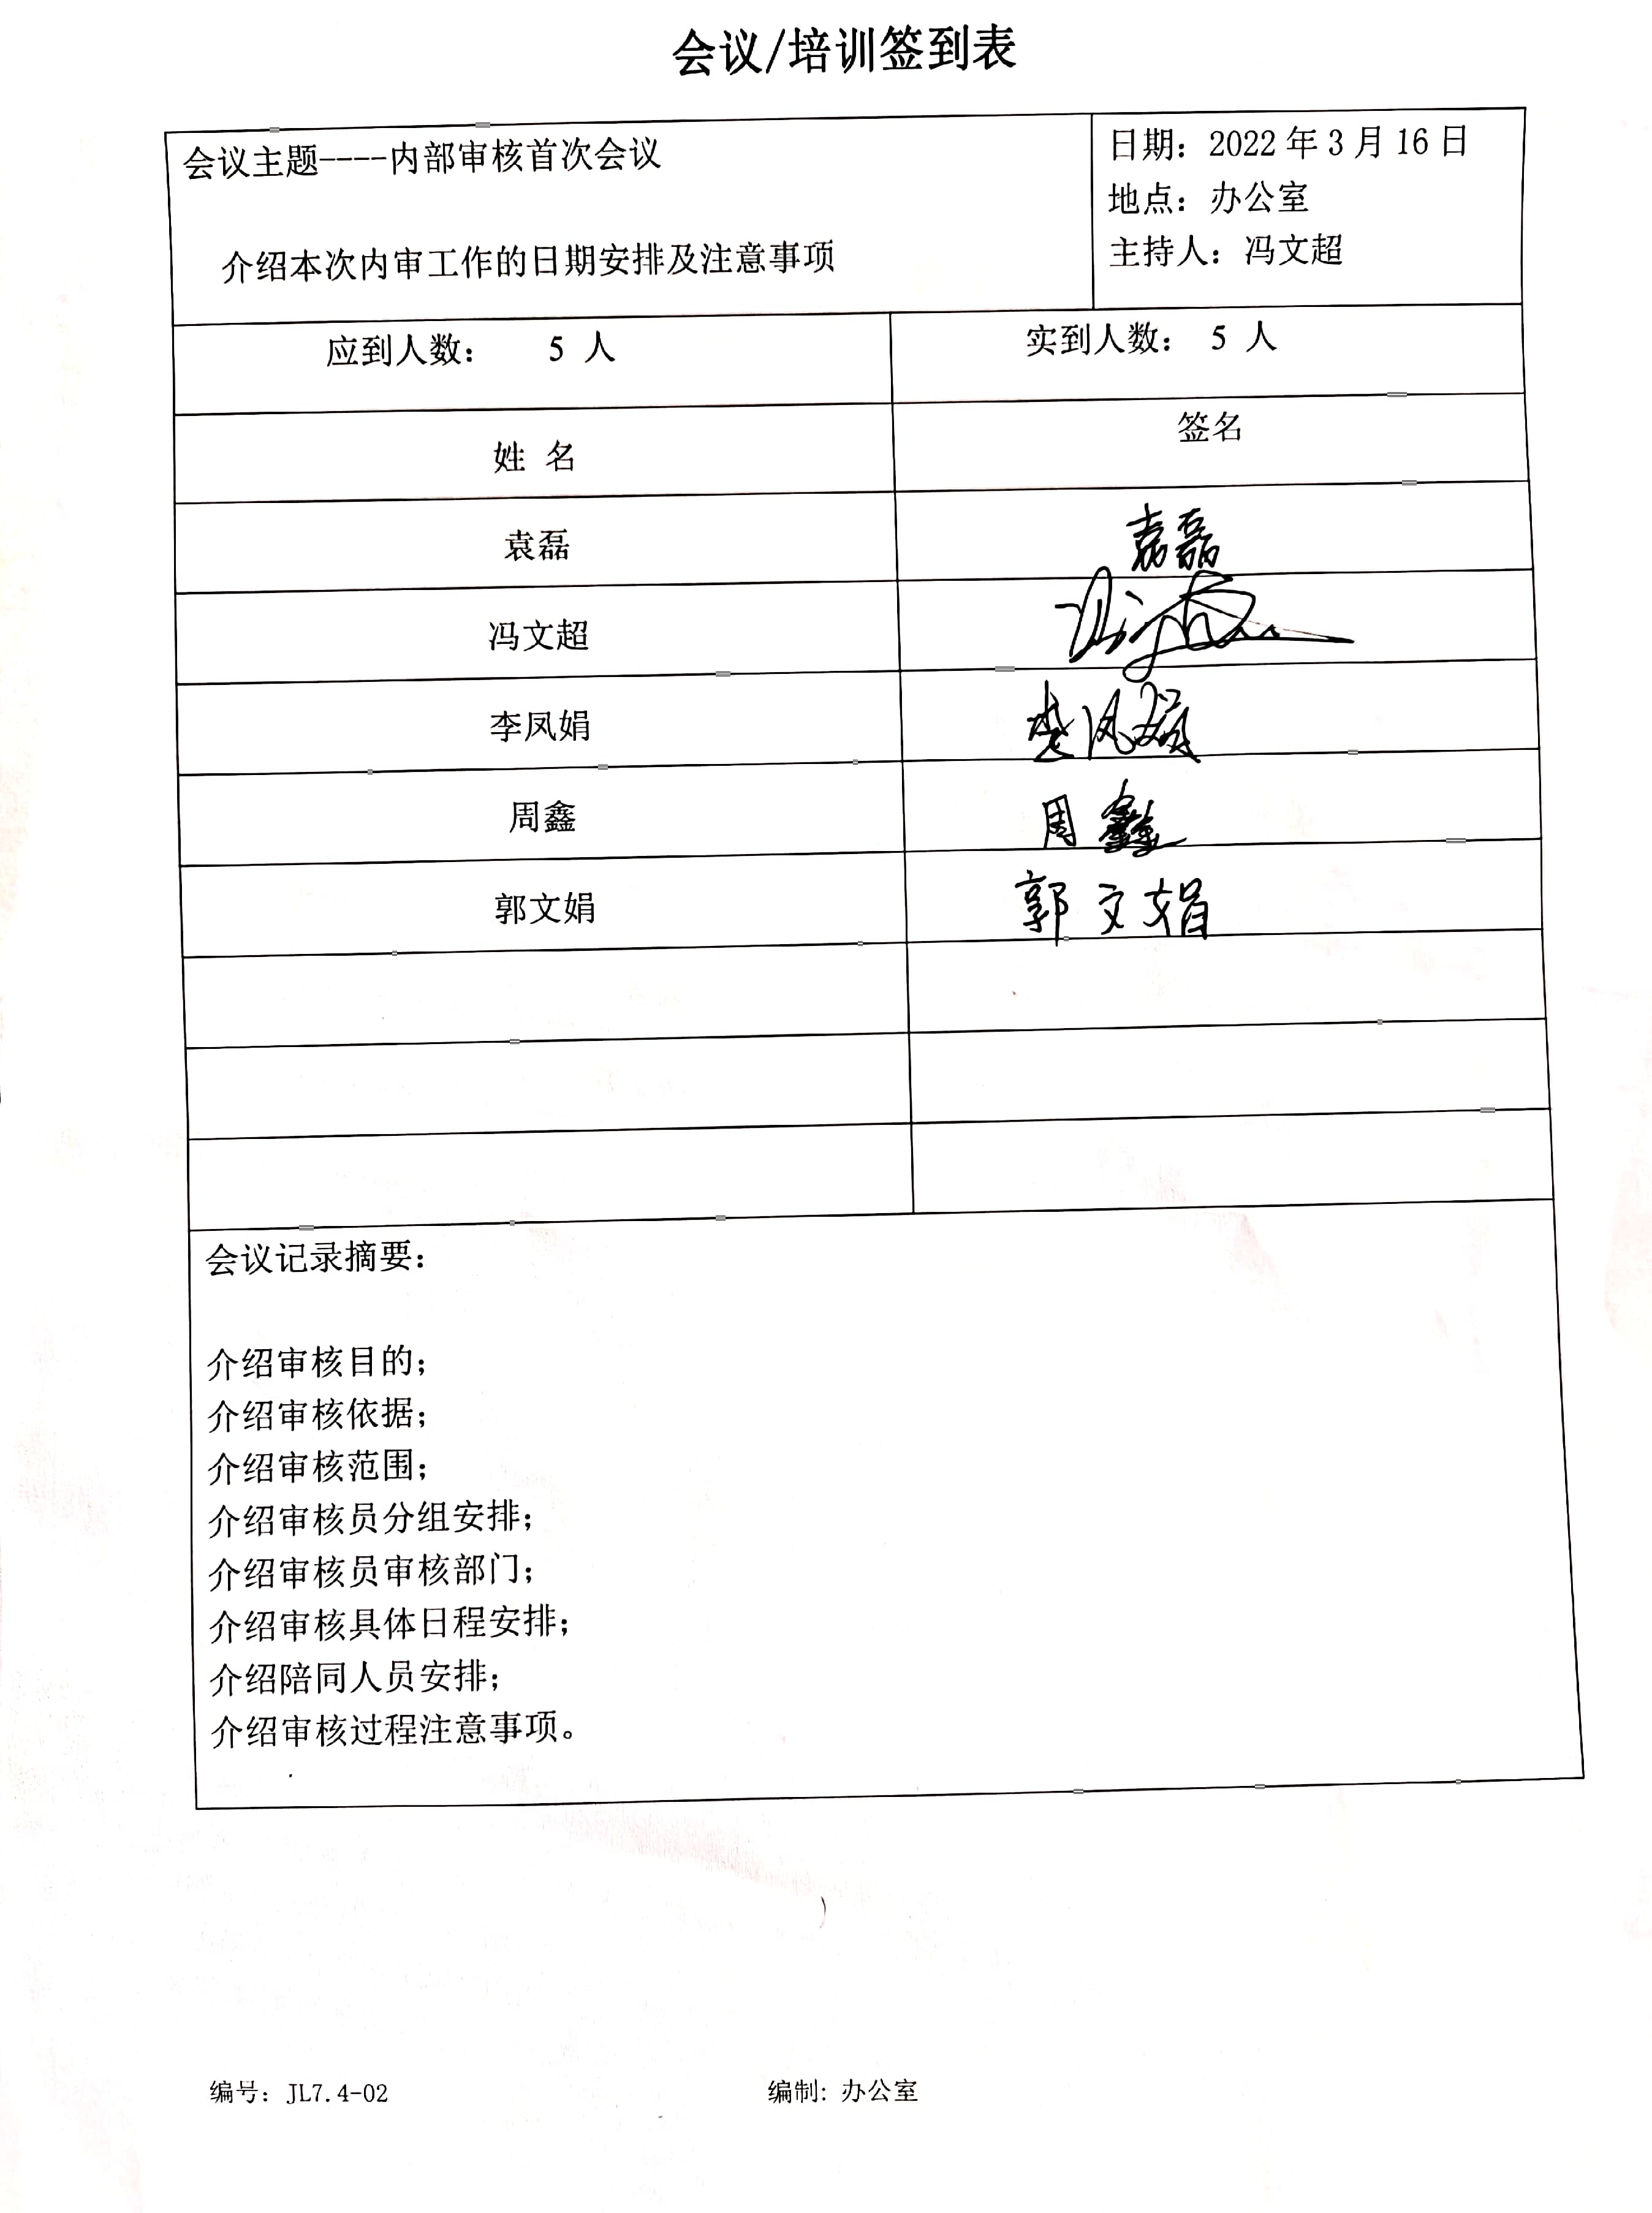 会议/培训签到表
会议主题----内部审核首次会议
介绍本次内审工作的日期安排及注意事项
日期：2022 年 3 月 16 日
地点：办公室
主持人：冯文超
应到人数： 5 人
实到人数： 5 人
姓 名
签名
袁磊
袁磊
冯文超
李凤娟
李凤娟
周鑫
周鑫
郭文娟
郭文娟
会议记录摘要：
介绍审核目的；
介绍审核依据；
介绍审核范围；
介绍审核员分组安排；
介绍审核员审核部门；
介绍审核具体日程安排；
介绍陪同人员安排；
介绍审核过程注意事项。
编号：JL7.4-02
编制：办公室